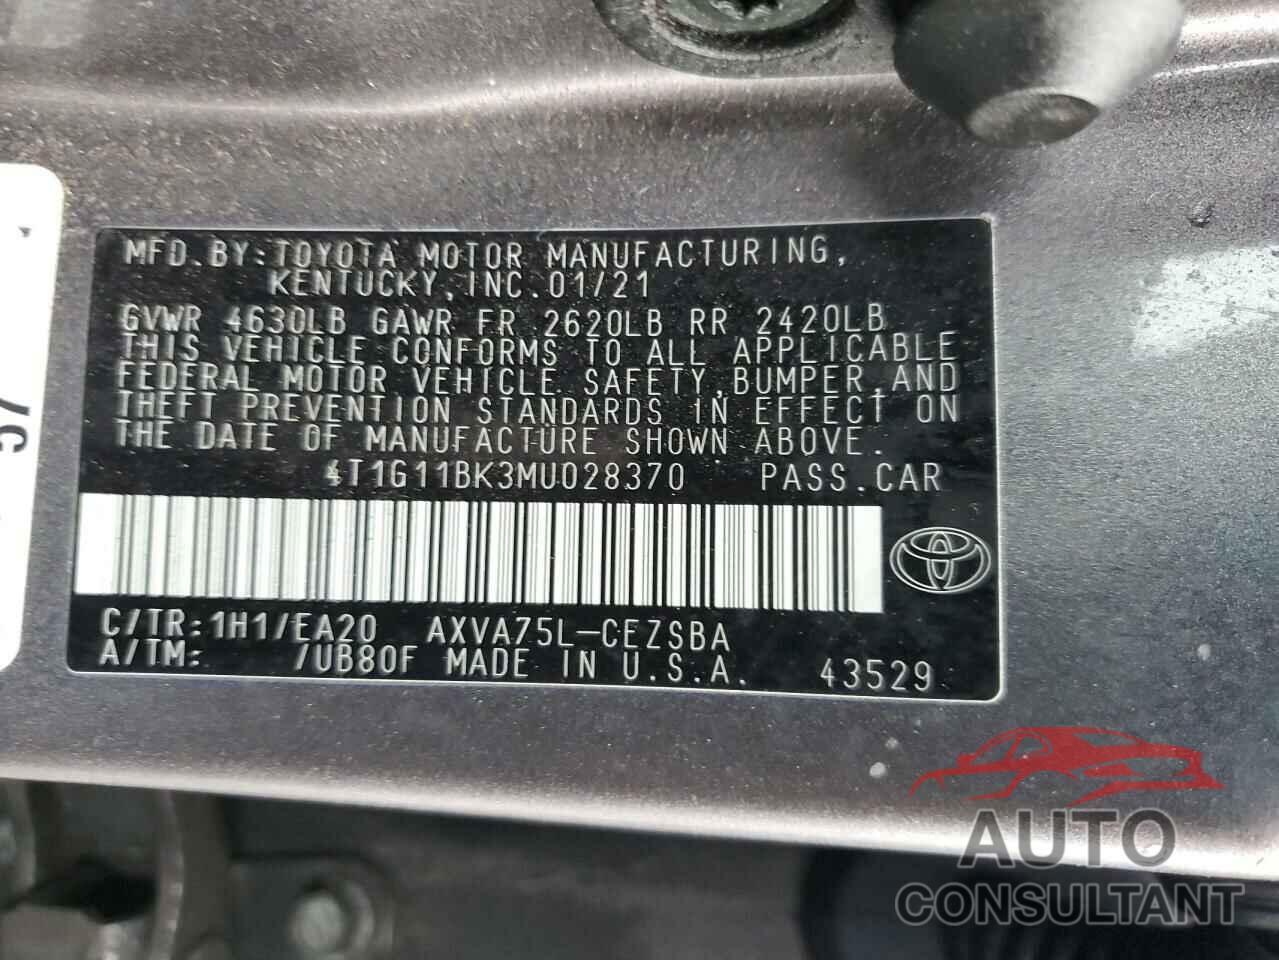 MFD.BY:TOYOTA MOTOR MANUFACTURING,
KENTUCKY,INC.01/21
GVWR 4630LB GAWR FR 2620LB RR 2420LB
THIS VEHICLE CONFORMS TO ALL APPLICABLE
FEDERAL MOTOR VEHICLE SAFETY,BUMPER,AND
THEFT PREVENTION STANDARDS IN EFFECT ON
THE DATE OF MANUFACTURE SHOWN ABOVE.
4T1G11BK3MU028370 PASS.CAR
C/TR:1H1/EA20 AXVA75L-CEZSBA
A/TM: /UB80F MADE IN U.S.A. 43529
AUTO
CONSULTANT